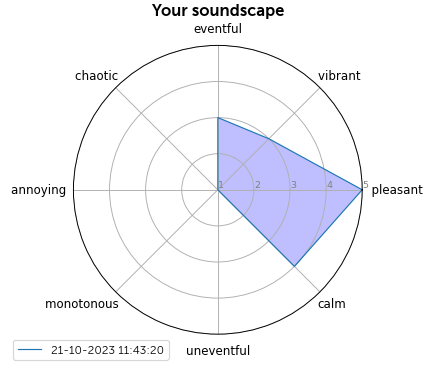 Your soundscape
eventful
chaotic
vibrant
annoying
1 2 3 4 5
pleasant
monotonous
calm
uneventful
21-10-2023 11:43:20